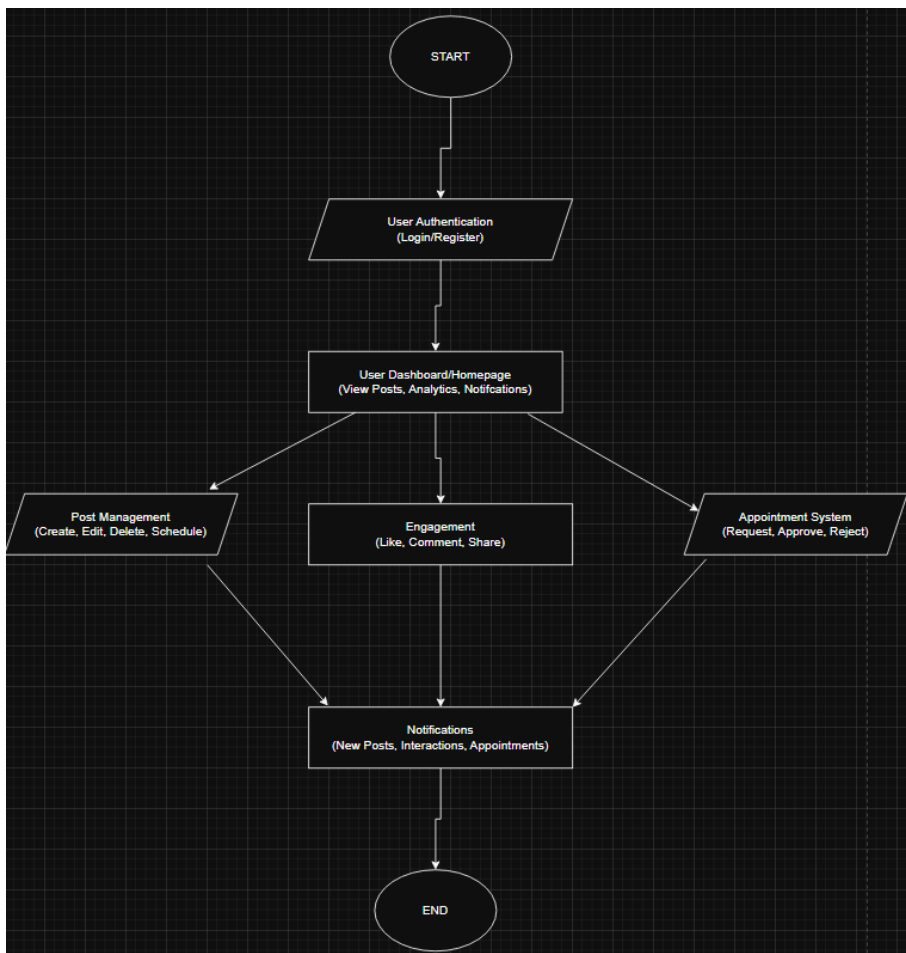 START
User Authentication
(Login/Register)
User Dashboard/Homepage
(View Posts, Analytics, Notifcations)
Post Management
(Create, Edit, Delete, Schedule)
Engagement
(Like, Comment, Share)
Appointment System
(Request, Approve, Reject)
Notifications
(New Posts, Interactions, Appointments)
END